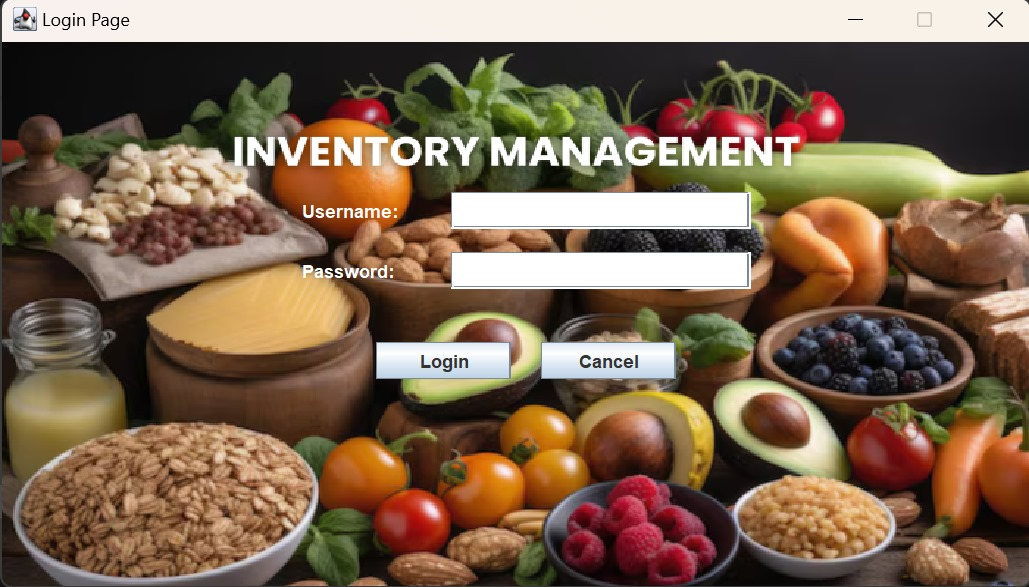 Login Page
INVENTORY MANAGEMENT
Username:
Password:
Login Cancel